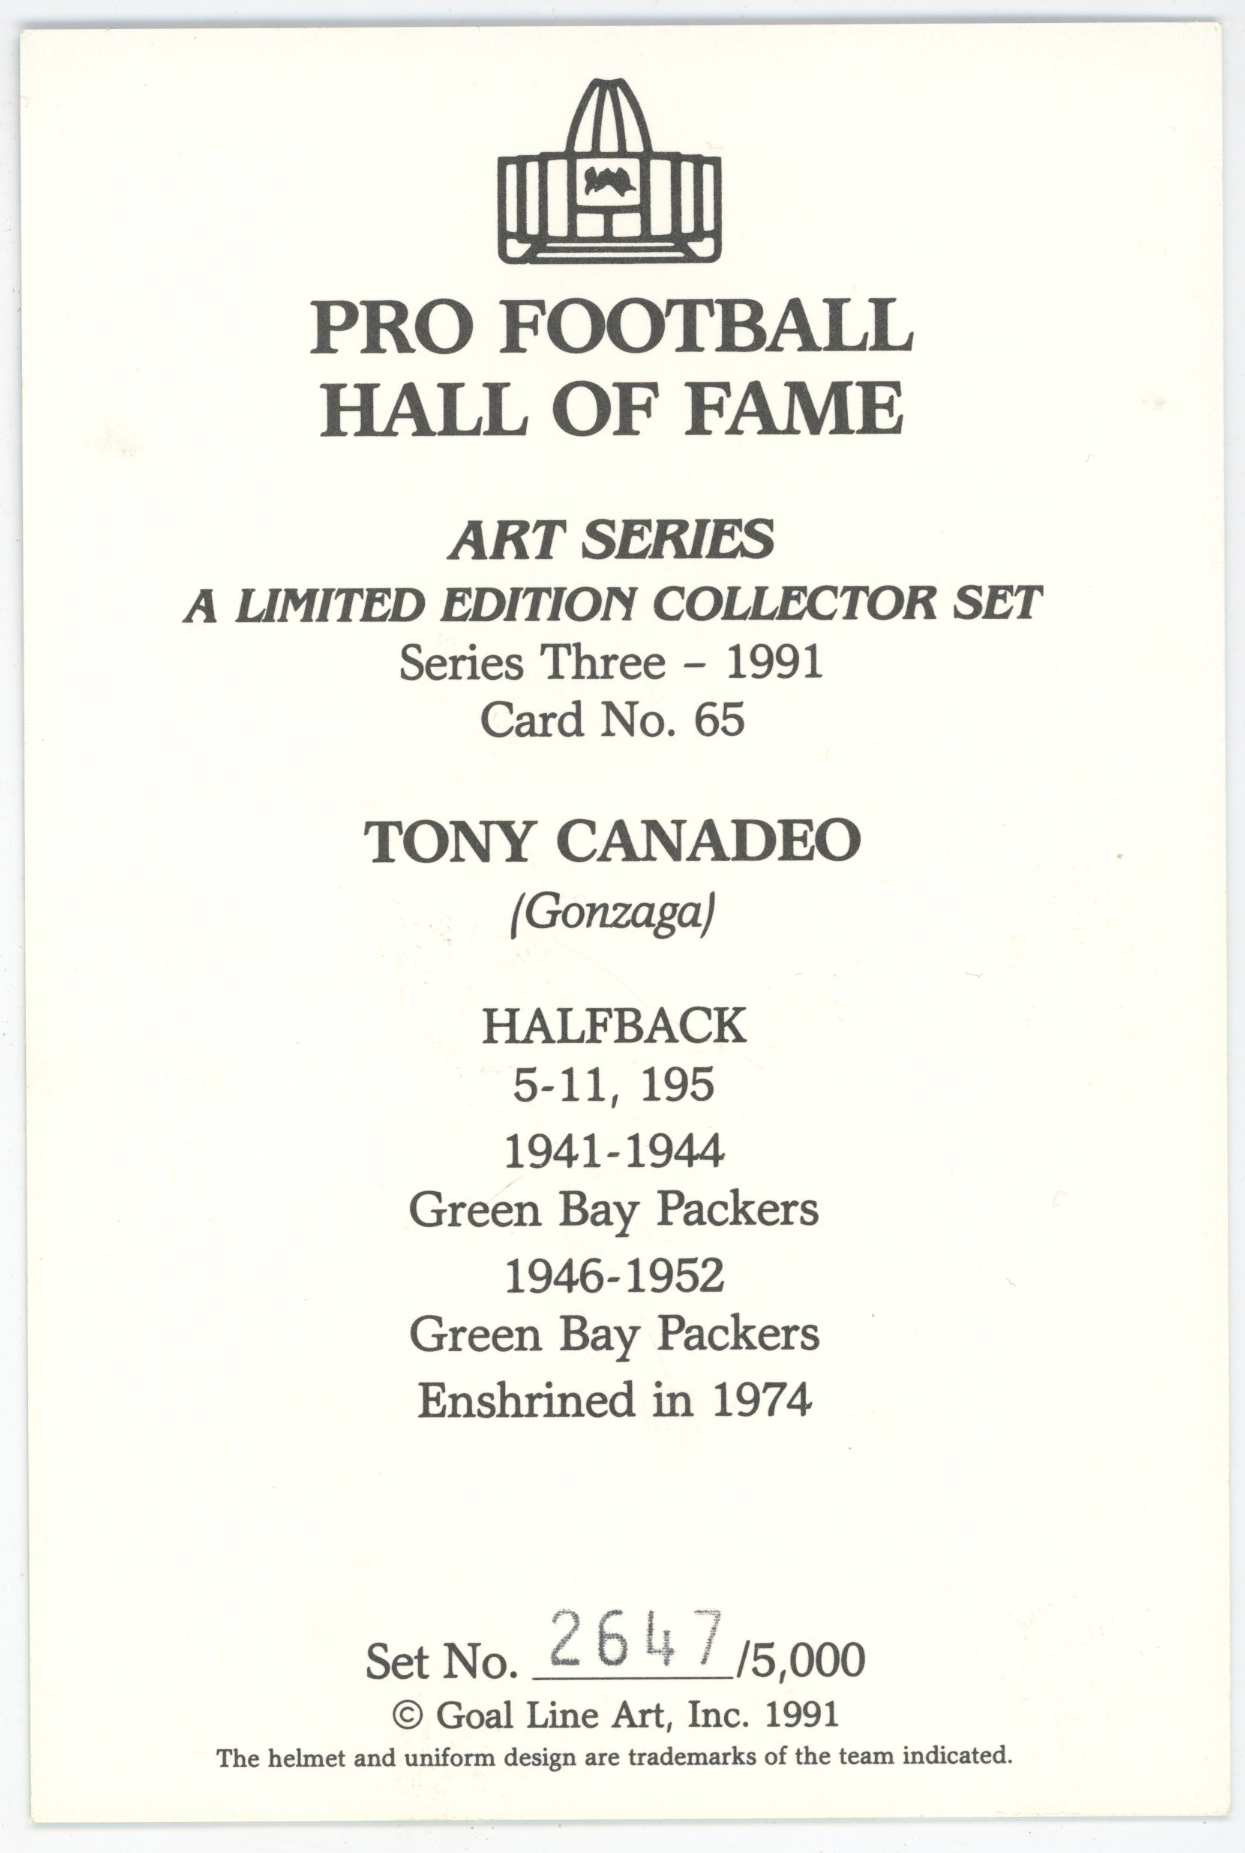 PRO FOOTBALL
HALL OF FAME
ART SERIES
A LIMITED EDITION COLLECTOR SET
Series Three – 1991
Card No. 65
TONY CANADEO
(Gonzaga)
HALFBACK
5-11, 195
1941-1944
Green Bay Packers
1946-1952
Green Bay Packers
Enshrined in 1974
Set No. 2647/5,000
© Goal Line Art, Inc. 1991
The helmet and uniform design are trademarks of the team indicated.